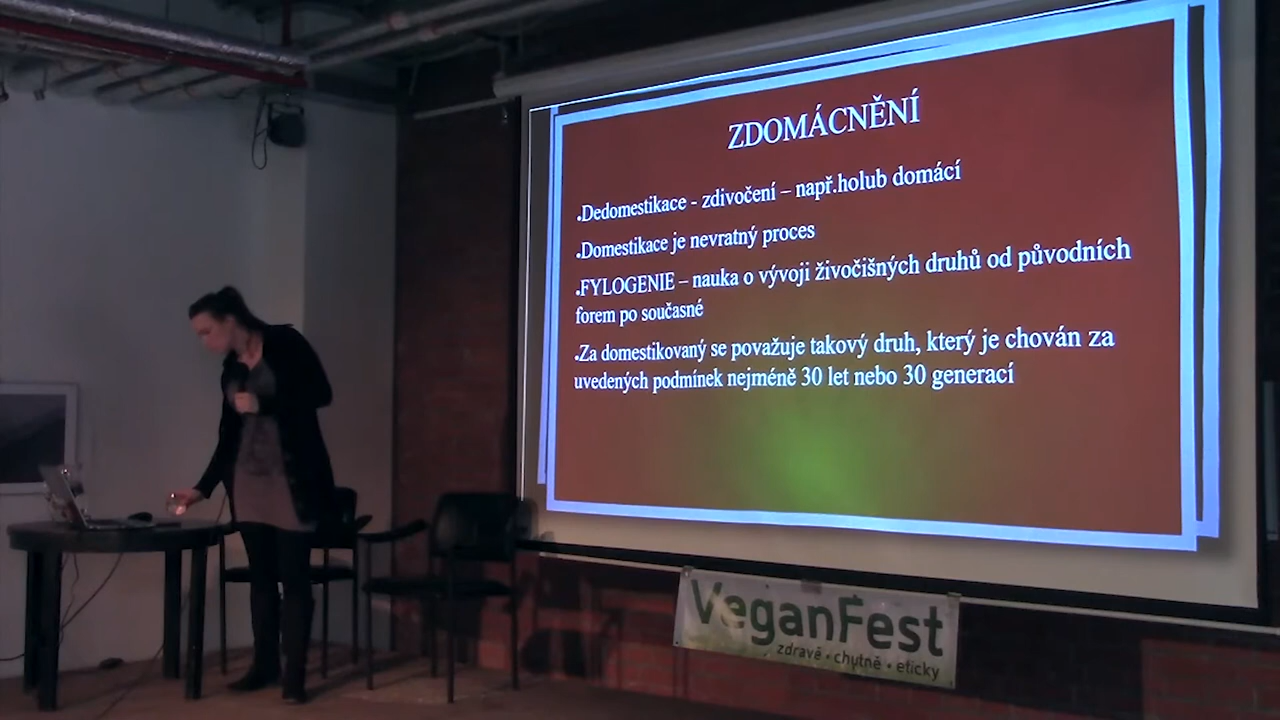 ZDOMÁCNĚNÍ
•Dedomestikace - zdivočení – např.holub domácí
•Domestikace je nevratný proces
•FYLOGENIE – nauka o vývoji živočišných druhů od původních
forem po současné
•Za domestikovaný se považuje takový druh, který je chován za
uvedených podmínek nejméně 30 let nebo 30 generací
VeganFest
zdravě • chutně • eticky